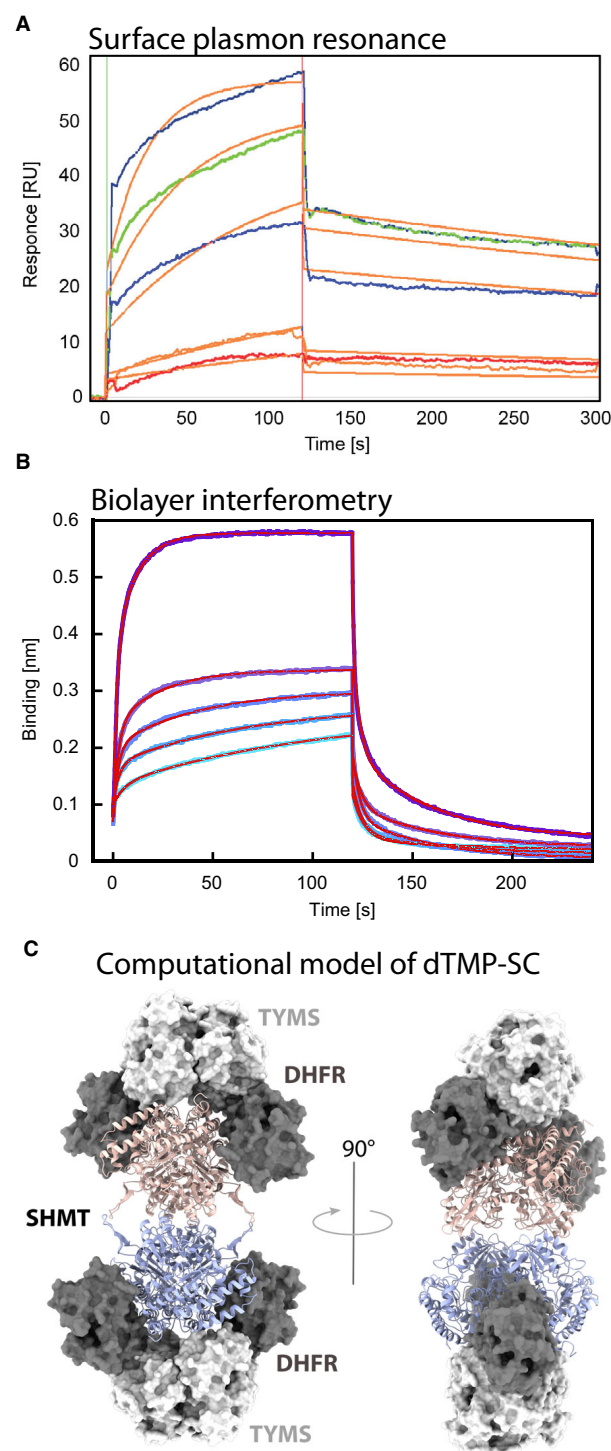 A
Surface plasmon resonance
60
50
40
30
20
10
0
Responce [RU]
0 50 100 150 200 250 300
Time [s]
B
Biolayer interferometry
0.6
0.5
0.4
0.3
0.2
0.1
0
Binding [nm]
0 50 100 150 200
Time [s]
C
Computational model of dTMP-SC
TYMS
DHFR
90°
SHMT
DHFR
TYMS